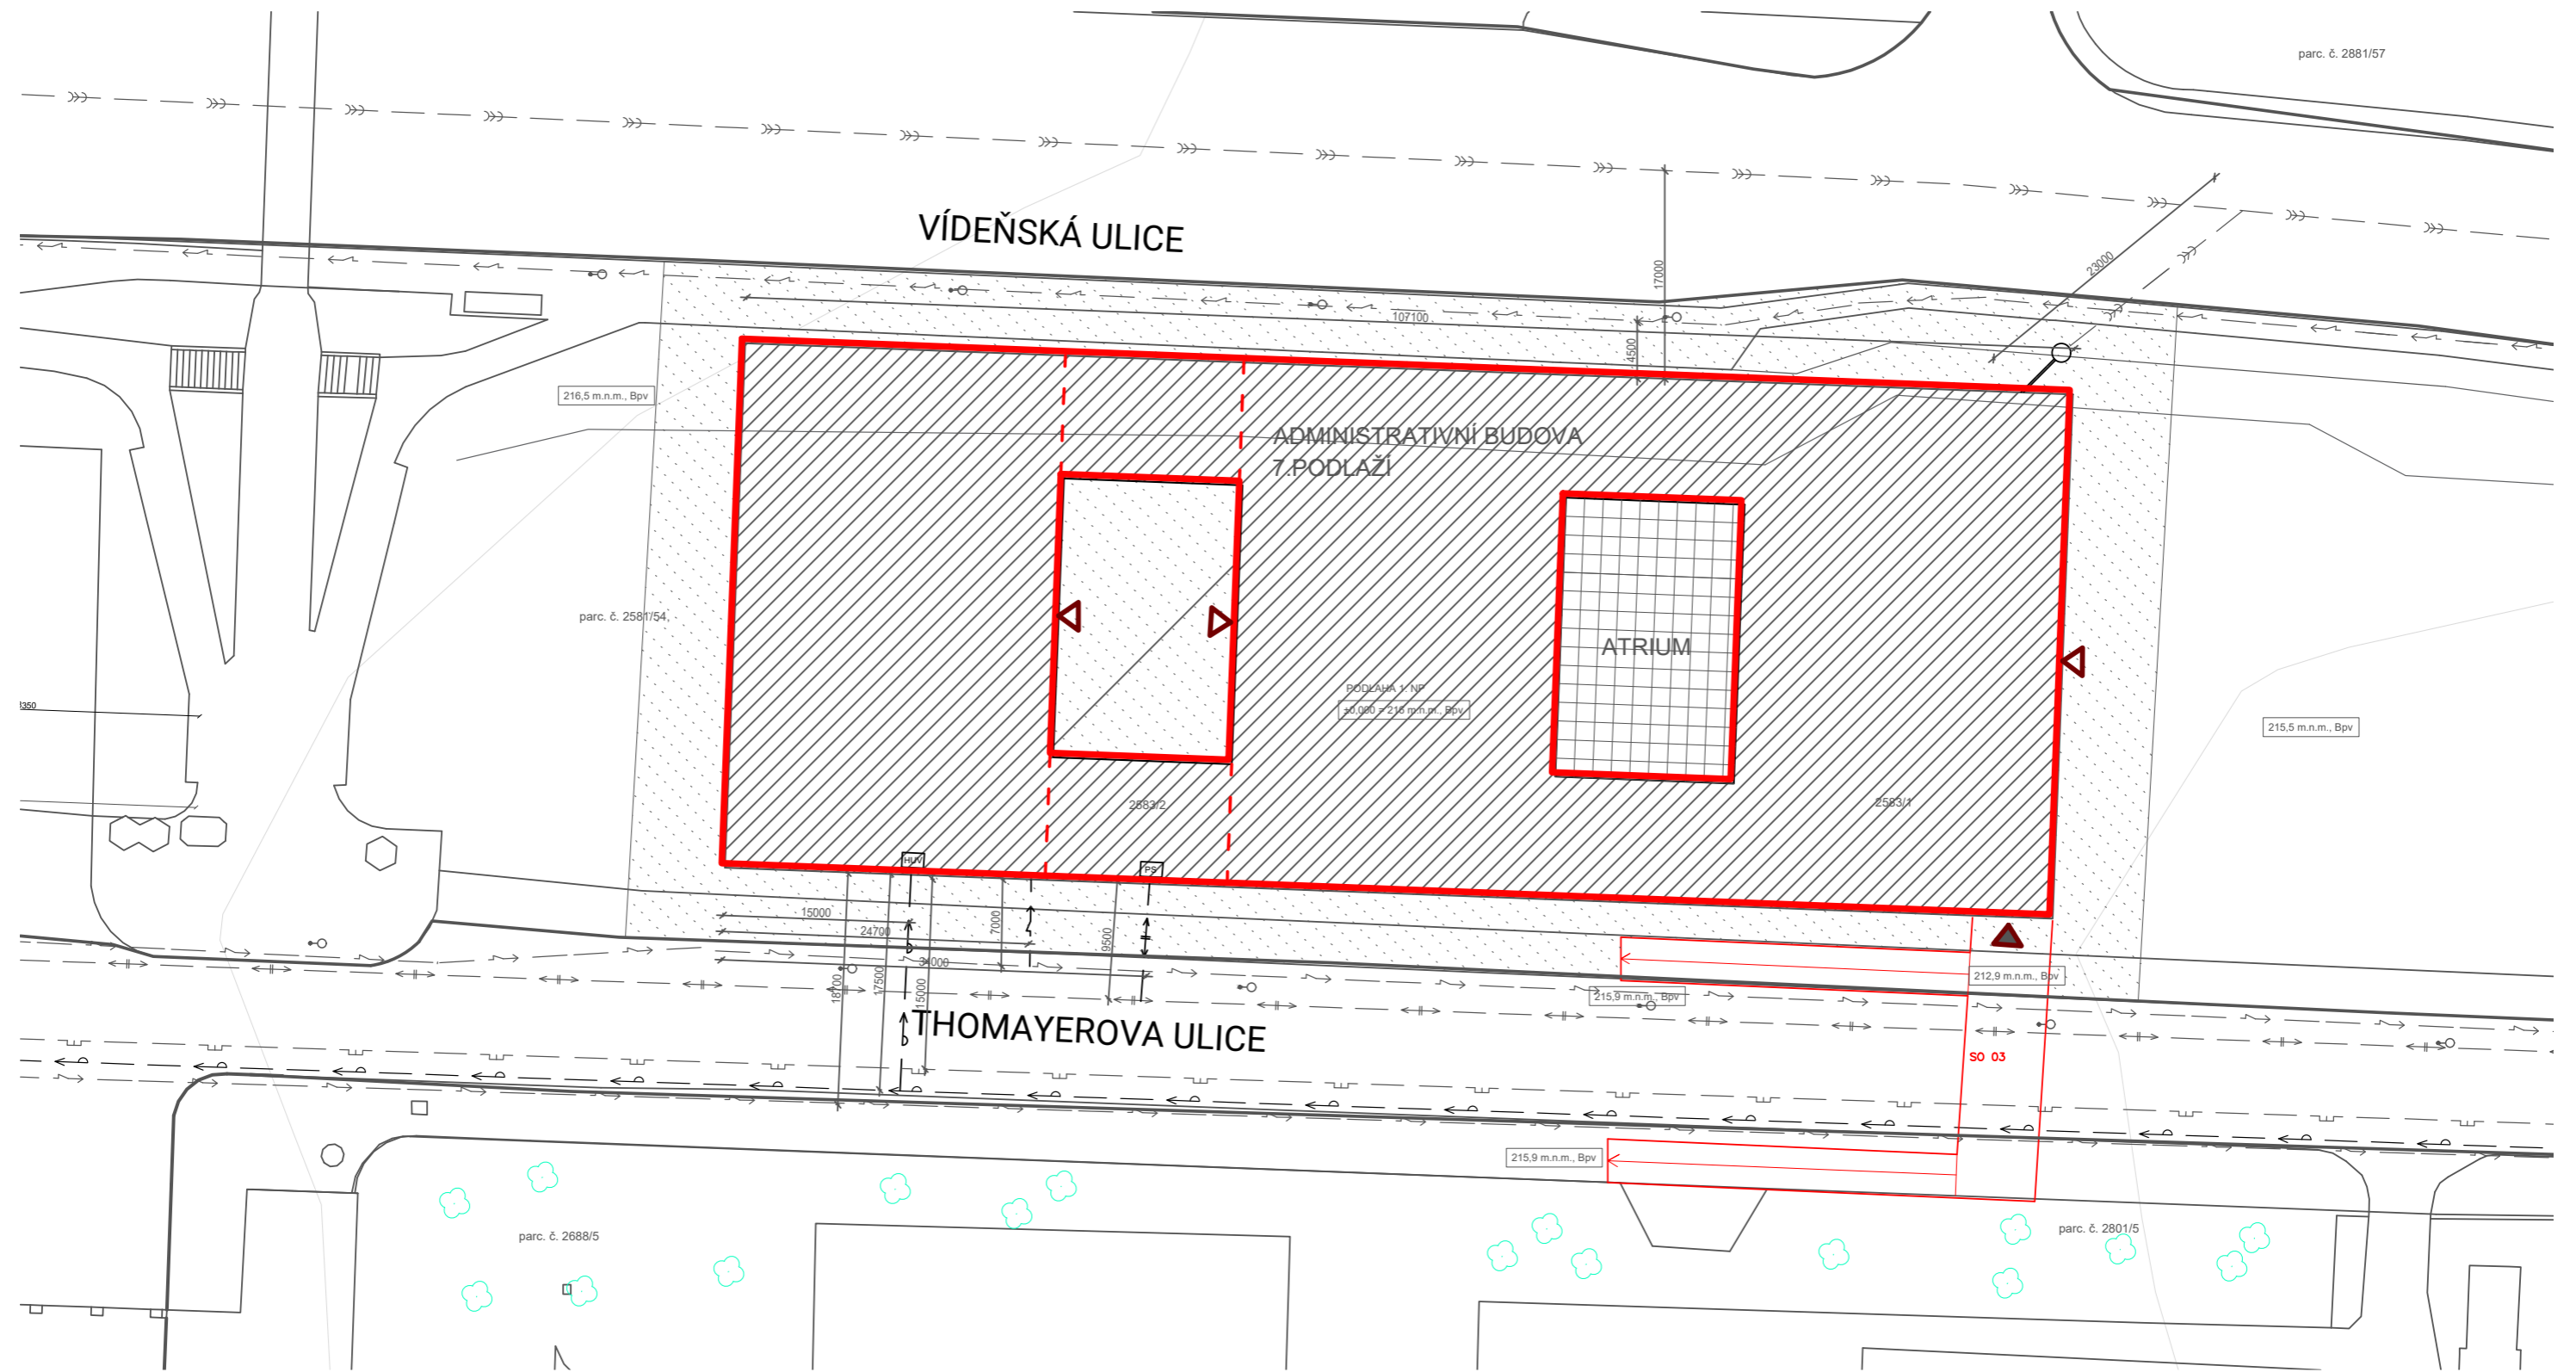 parc. č. 2881/57
VÍDEŇSKÁ ULICE
23000
17000
107100
4500
216,5 m.n.m., Bpv
ADMINISTRATIVNÍ BUDOVA
7.PODLAŽÍ
parc. č. 2581/54
ATRIUM
PODLAHA 1. NP
±0,000 = 216 m.n.m., Bpv
215,5 m.n.m., Bpv
2583/2
2583/1
HUV
PS
15000
24700
34000
7000
9500
18700
17500
15000
212,9 m.n.m., Bpv
215,9 m.n.m., Bpv
THOMAYEROVA ULICE
SO 03
215,9 m.n.m., Bpv
parc. č. 2688/5
parc. č. 2801/5